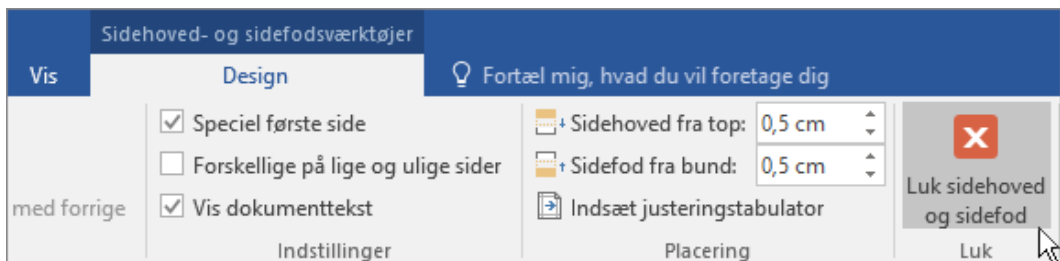 Sidehoved- og sidefodsværktøjer
Vis Design Fortæl mig, hvad du vil foretage dig
Speciel første side
Forskellige på lige og ulige sider
med forrige Vis dokumenttekst
Indstillinger
Sidehoved fra top: 0,5 cm
Sidefod fra bund: 0,5 cm
Indsæt justeringstabulator
Placering
Luk sidehoved
og sidefod
Luk